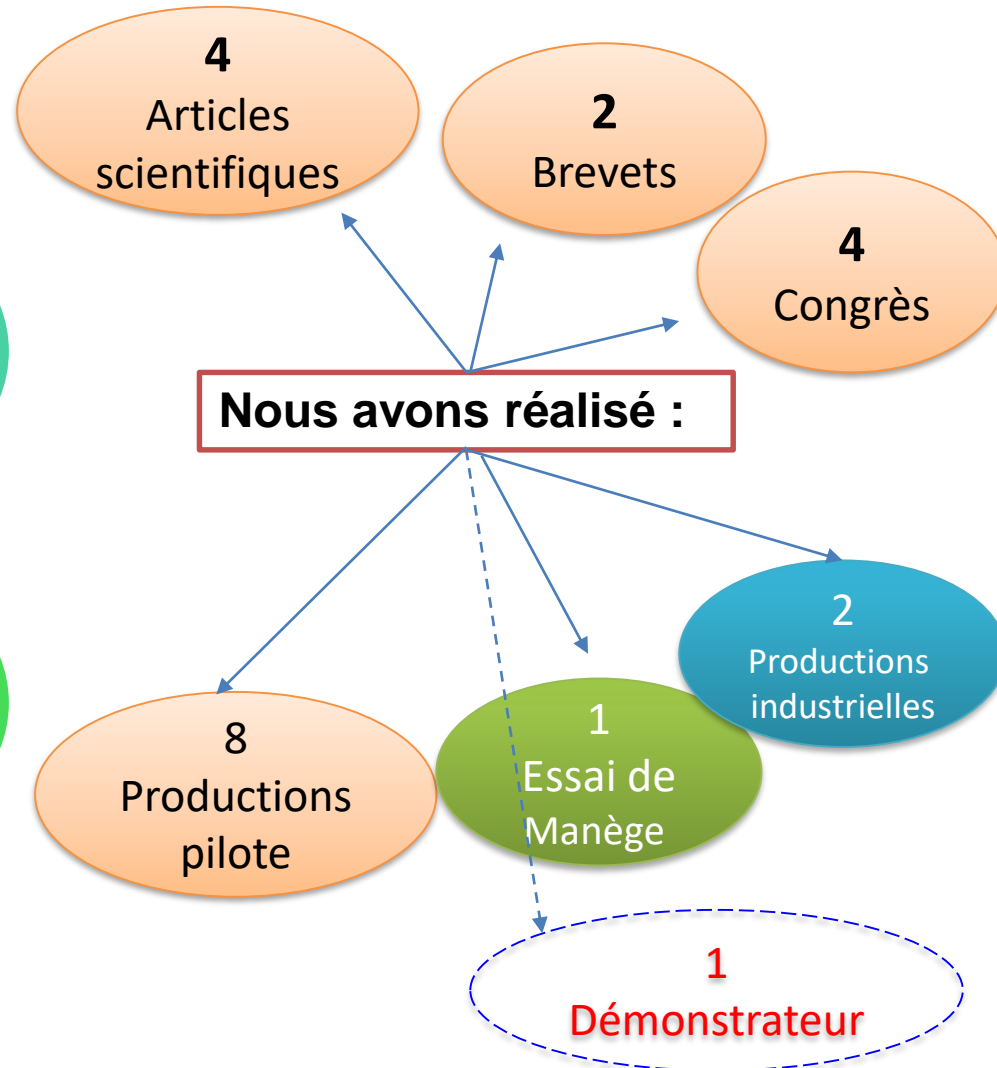 4
Articles
scientifiques
2
Brevets
4
Congrès
Nous avons réalisé :
2
Productions
industrielles
1
Essai de
Manège
8
Productions
pilote
1
Démonstrateur